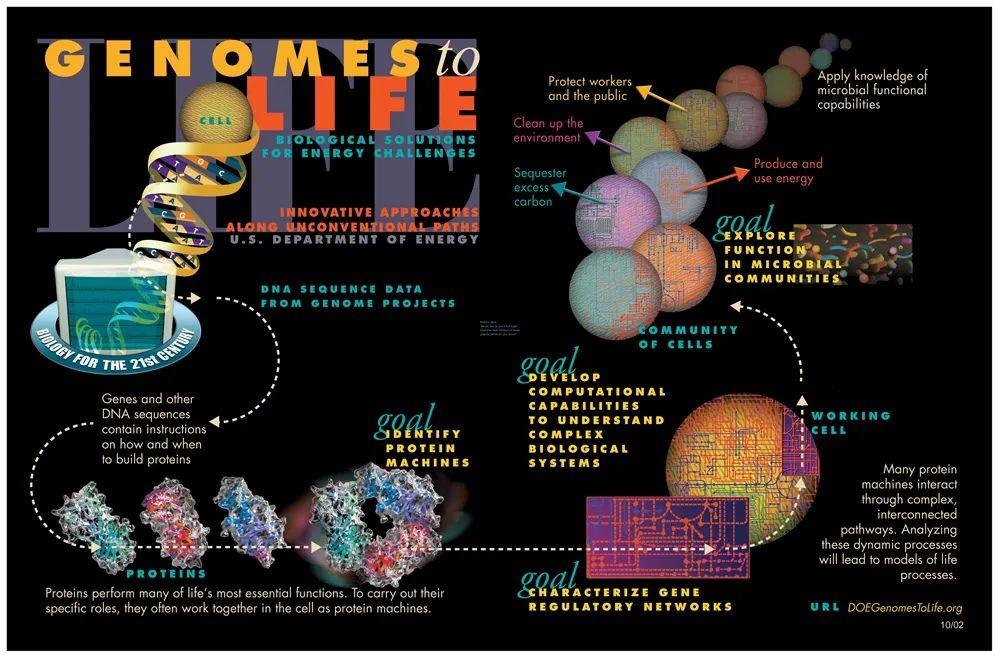 GENOMES to
LIFE
CELL
BIOLOGICAL SOLUTIONS
FOR ENERGY CHALLENGES
INNOVATIVE APPROACHES
ALONG UNCONVENTIONAL PATHS
U.S. DEPARTMENT OF ENERGY
BIOLOGY FOR THE 21st CENTURY
DNA SEQUENCE DATA
FROM GENOME PROJECTS
Genes and other
DNA sequences
contain instructions
on how and when
to build proteins
goal
IDENTIFY
PROTEIN
MACHINES
PROTEINS
Proteins perform many of life's most essential functions. To carry out their
specific roles, they often work together in the cell as protein machines.
goal
CHARACTERIZE GENE
REGULATORY NETWORKS
goal
DEVELOP
COMPUTATIONAL
CAPABILITIES
TO UNDERSTAND
COMPLEX
BIOLOGICAL
SYSTEMS
WORKING
CELL
Many protein
machines interact
through complex,
interconnected
pathways. Analyzing
these dynamic processes
will lead to models of life
processes.
COMMUNITY
OF CELLS
goal
EXPLORE
FUNCTION
IN MICROBIAL
COMMUNITIES
Protect workers
and the public
Clean up the
environment
Sequester
excess
carbon
Produce and
use energy
Apply knowledge of
microbial functional
capabilities
URL DOEGenomesToLife.org
10/02